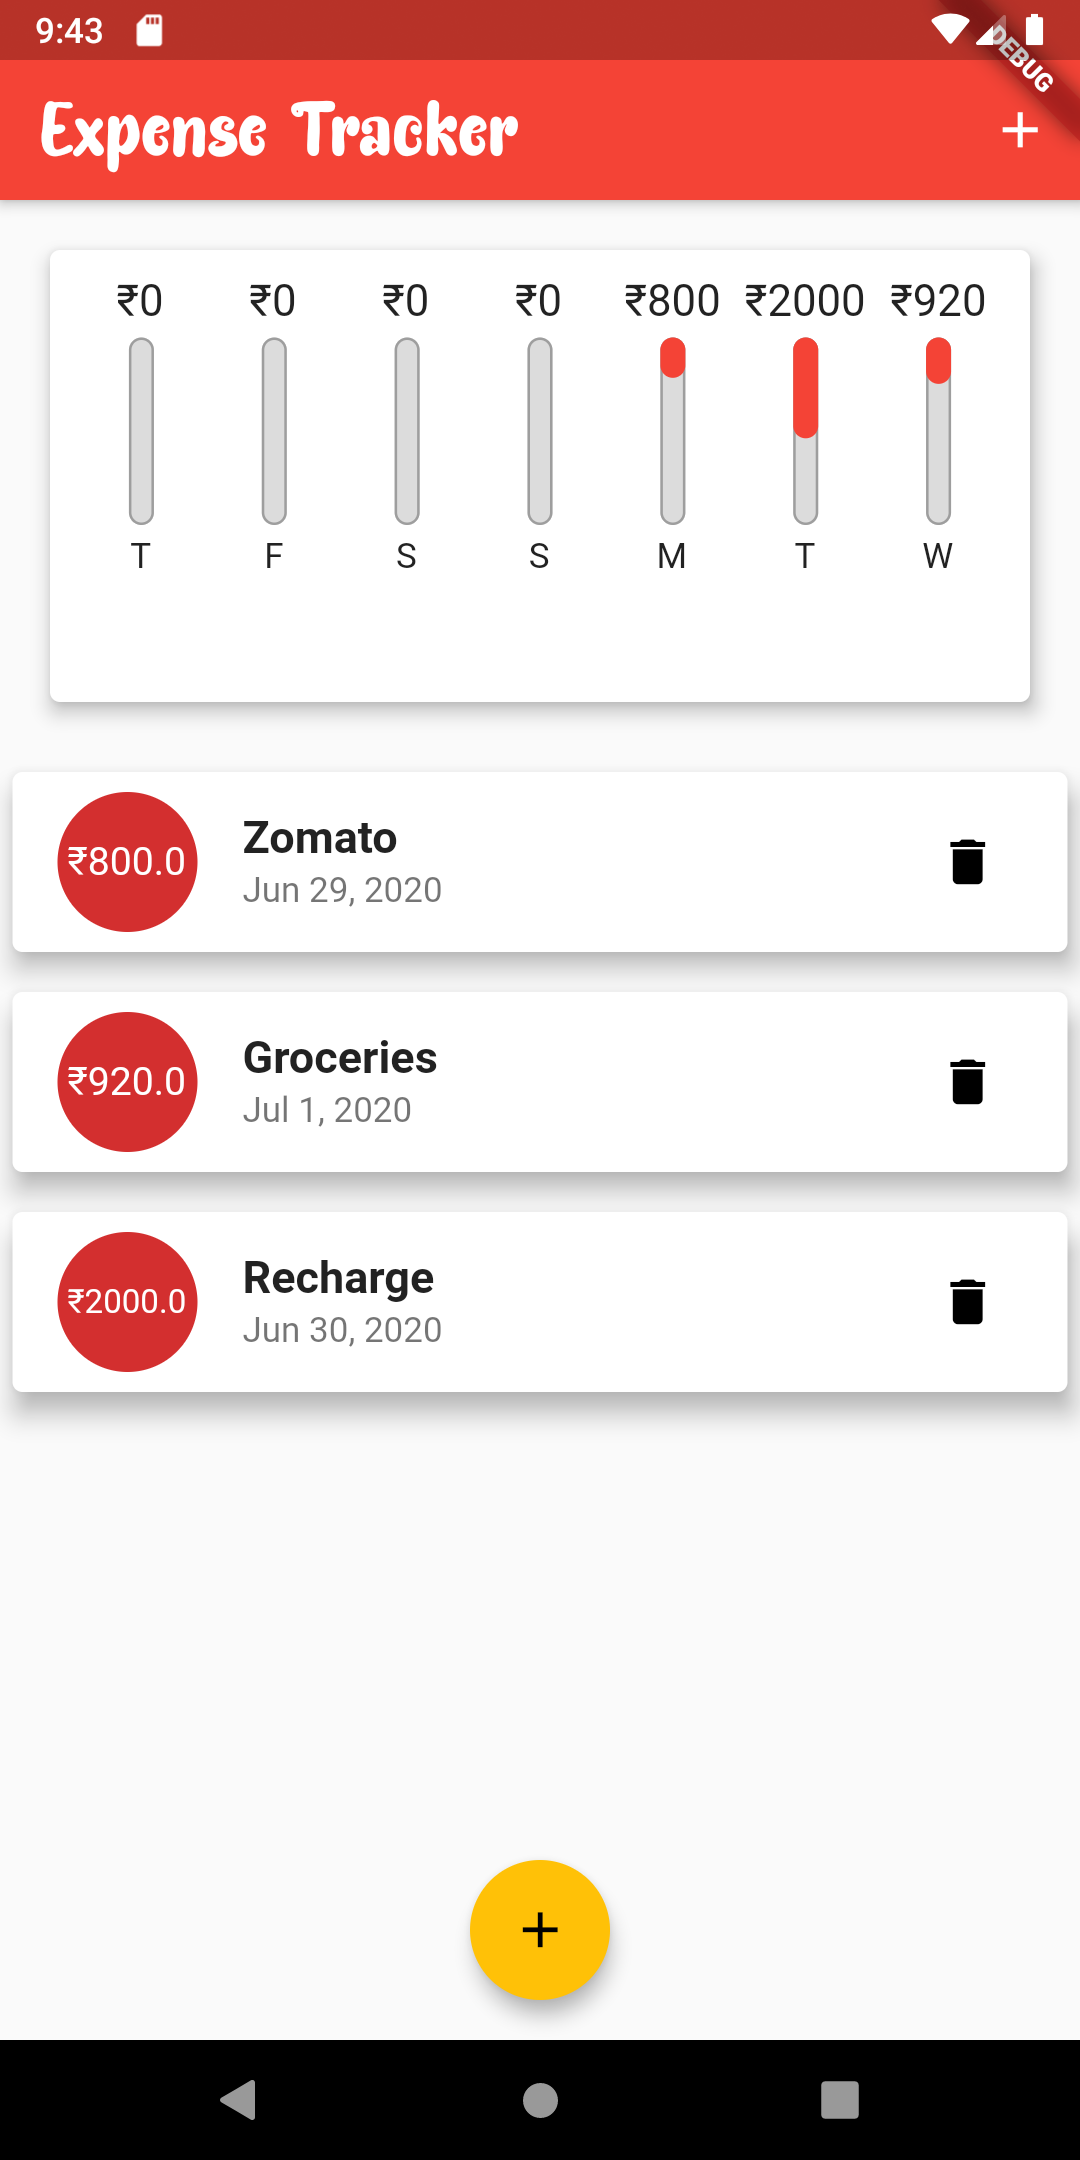 9:43
DEBUG
Expense Tracker
₹0 ₹0 ₹0 ₹0 ₹800 ₹2000 ₹920
T F S S M T W
₹800.0
Zomato
Jun 29, 2020
₹920.0
Groceries
Jul 1, 2020
₹2000.0
Recharge
Jun 30, 2020